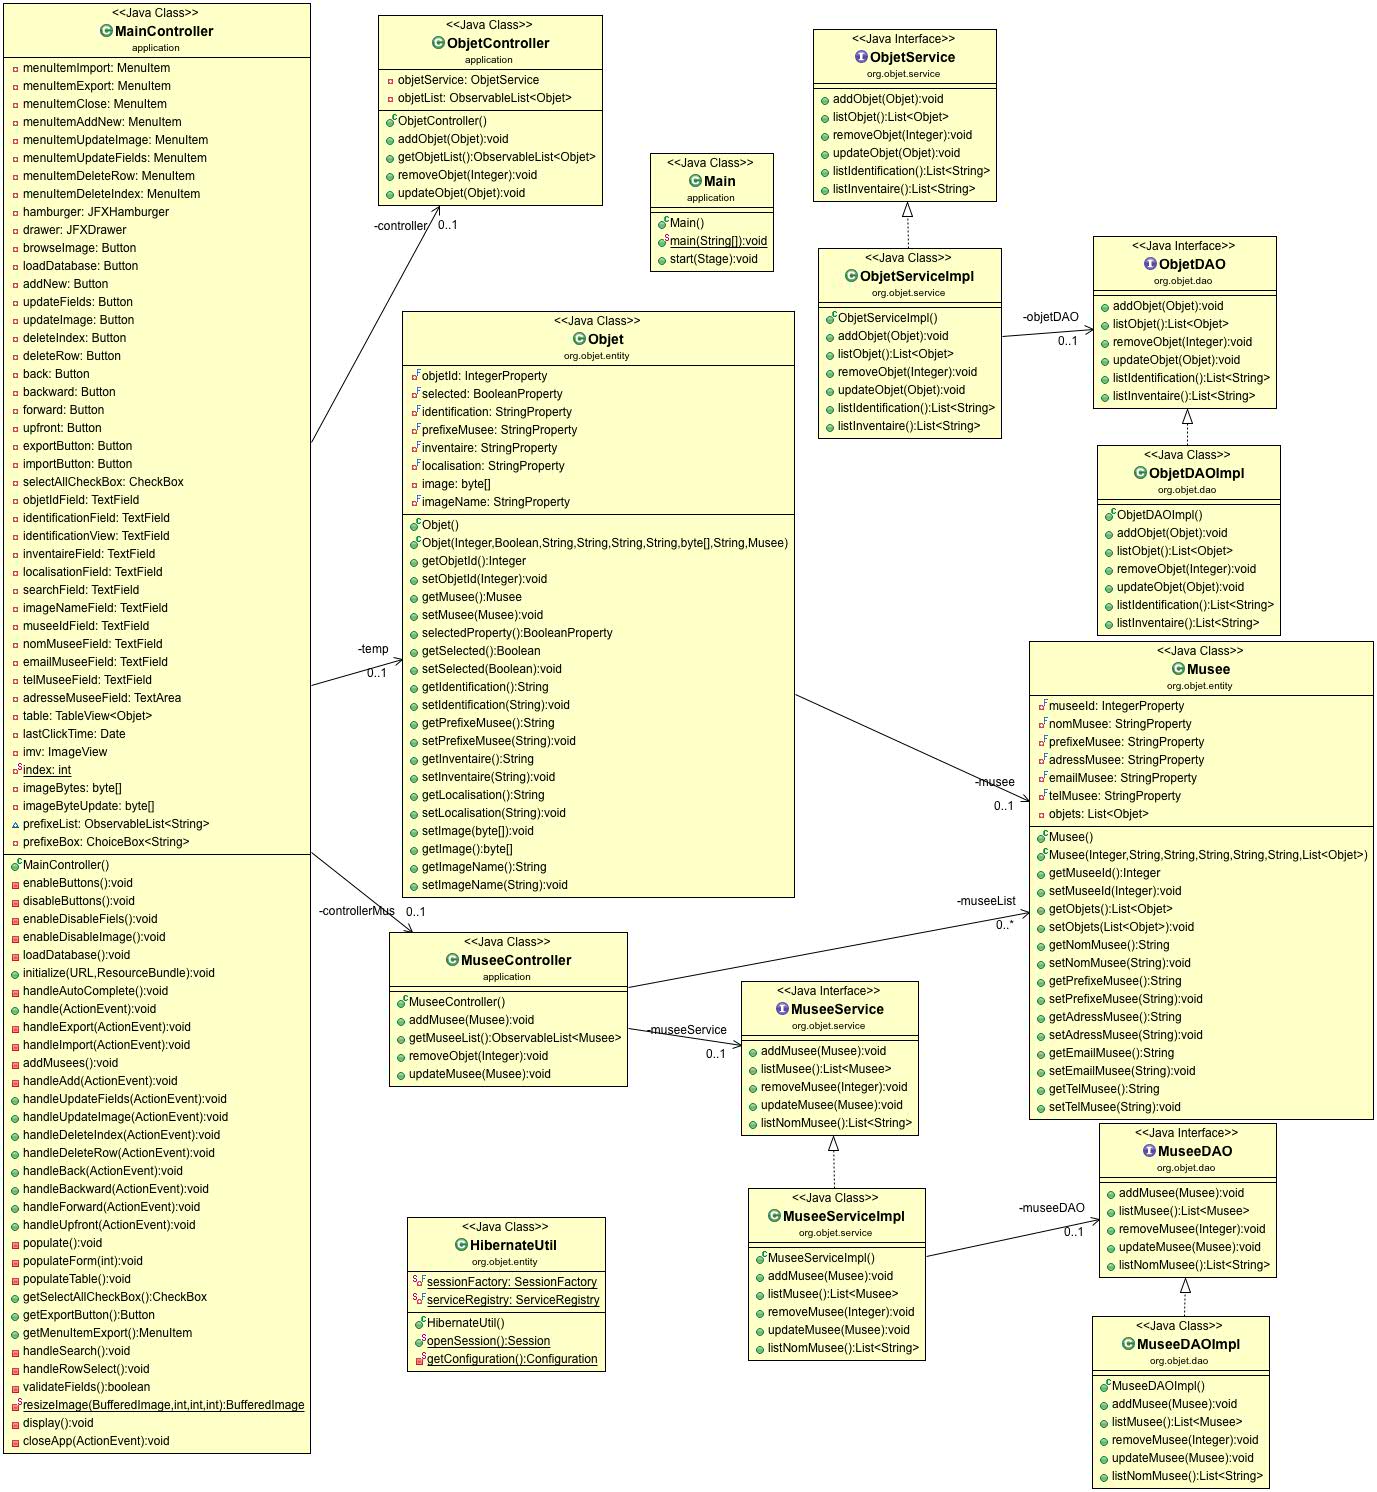 <<Java Class>>
MainController
application
menuItemImport: MenuItem
menuItemExport: MenuItem
menuItemClose: MenuItem
menuItemAddNew: MenuItem
menuItemUpdateImage: MenuItem
menuItemUpdateFields: MenuItem
menuItemDeleteRow: MenuItem
menuItemDeleteIndex: MenuItem
hamburger: JFXHamburger
drawer: JFXDrawer
browseImage: Button
loadDatabase: Button
addNew: Button
updateFields: Button
updateImage: Button
deleteIndex: Button
deleteRow: Button
back: Button
backward: Button
forward: Button
upfront: Button
exportButton: Button
importButton: Button
selectAllCheckBox: CheckBox
objetIdField: TextField
identificationField: TextField
identificationView: TextField
inventaireField: TextField
localisationField: TextField
searchField: TextField
imageNameField: TextField
museeIdField: TextField
nomMuseeField: TextField
emailMuseeField: TextField
telMuseeField: TextField
adresseMuseeField: TextArea
table: TableView<Objet>
lastClickTime: Date
imv: ImageView
index: int
imageBytes: byte[]
imageByteUpdate: byte[]
prefixeList: ObservableList<String>
prefixeBox: ChoiceBox<String>
MainController()
enableButtons():void
disableButtons():void
enableDisableFiels():void
enableDisableImage():void
loadDatabase():void
initialize(URL,ResourceBundle):void
handleAutoComplete():void
handle(ActionEvent):void
handleExport(ActionEvent):void
handleImport(ActionEvent):void
addMusees():void
handleAdd(ActionEvent):void
handleUpdateFields(ActionEvent):void
handleUpdateImage(ActionEvent):void
handleDeleteIndex(ActionEvent):void
handleDeleteRow(ActionEvent):void
handleBack(ActionEvent):void
handleBackward(ActionEvent):void
handleForward(ActionEvent):void
handleUpfront(ActionEvent):void
populate():void
populateForm(int):void
populateTable():void
getSelectAllCheckBox():CheckBox
getExportButton():Button
getMenuItemExport():MenuItem
handleSearch():void
handleRowSelect():void
validateFields():boolean
resizeImage(BufferedImage,int,int,int):BufferedImage
display():void
closeApp(ActionEvent):void
<<Java Class>>
ObjetController
application
objetService: ObjetService
objetList: ObservableList<Objet>
ObjetController()
addObjet(Objet):void
getObjetList():ObservableList<Objet>
removeObjet(Integer):void
updateObjet(Objet):void
-controller
0..1
<<Java Class>>
Main
application
Main()
main(String[]):void
start(Stage):void
<<Java Interface>>
ObjetService
org.objet.service
addObjet(Objet):void
listObjet():List<Objet>
removeObjet(Integer):void
updateObjet(Objet):void
listIdentification():List<String>
listInventaire():List<String>
<<Java Class>>
ObjetServiceImpl
org.objet.service
ObjetServiceImpl()
addObjet(Objet):void
listObjet():List<Objet>
removeObjet(Integer):void
updateObjet(Objet):void
listIdentification():List<String>
listInventaire():List<String>
-objetDAO
0..1
<<Java Interface>>
ObjetDAO
org.objet.dao
addObjet(Objet):void
listObjet():List<Objet>
removeObjet(Integer):void
updateObjet(Objet):void
listIdentification():List<String>
listInventaire():List<String>
<<Java Class>>
ObjetDAOImpl
org.objet.dao
ObjetDAOImpl()
addObjet(Objet):void
listObjet():List<Objet>
removeObjet(Integer):void
updateObjet(Objet):void
listIdentification():List<String>
listInventaire():List<String>
<<Java Class>>
Objet
org.objet.entity
objetId: IntegerProperty
selected: BooleanProperty
identification: StringProperty
prefixeMusee: StringProperty
inventaire: StringProperty
localisation: StringProperty
image: byte[]
imageName: StringProperty
Objet()
Objet(Integer,Boolean,String,String,String,String,byte[],String,Musee)
getObjetId():Integer
setObjetId(Integer):void
getMusee():Musee
setMusee(Musee):void
selectedProperty():BooleanProperty
getSelected():Boolean
setSelected(Boolean):void
getIdentification():String
setIdentification(String):void
getPrefixeMusee():String
setPrefixeMusee(String):void
getInventaire():String
setInventaire(String):void
getLocalisation():String
setLocalisation(String):void
setImage(byte[]):void
getImage():byte[]
getImageName():String
setImageName(String):void
-temp
0..1
-musee
0..1
<<Java Class>>
Musee
org.objet.entity
museeId: IntegerProperty
nomMusee: StringProperty
prefixeMusee: StringProperty
adressMusee: StringProperty
emailMusee: StringProperty
telMusee: StringProperty
objets: List<Objet>
Musee()
Musee(Integer,String,String,String,String,String,List<Objet>)
getMuseeId():Integer
setMuseeId(Integer):void
getObjets():List<Objet>
setObjets(List<Objet>):void
getNomMusee():String
setNomMusee(String):void
getPrefixeMusee():String
setPrefixeMusee(String):void
getAdressMusee():String
setAdressMusee(String):void
getEmailMusee():String
setEmailMusee(String):void
getTelMusee():String
setTelMusee(String):void
-controllerMus
0..1
<<Java Class>>
MuseeController
application
MuseeController()
addMusee(Musee):void
getMuseeList():ObservableList<Musee>
removeObjet(Integer):void
updateMusee(Musee):void
-museeList
0..*
-museeService
0..1
<<Java Interface>>
MuseeService
org.objet.service
addMusee(Musee):void
listMusee():List<Musee>
removeMusee(Integer):void
updateMusee(Musee):void
listNomMusee():List<String>
<<Java Class>>
MuseeServiceImpl
org.objet.service
MuseeServiceImpl()
addMusee(Musee):void
listMusee():List<Musee>
removeMusee(Integer):void
updateMusee(Musee):void
listNomMusee():List<String>
-museeDAO
0..1
<<Java Interface>>
MuseeDAO
org.objet.dao
addMusee(Musee):void
listMusee():List<Musee>
removeMusee(Integer):void
updateMusee(Musee):void
listNomMusee():List<String>
<<Java Class>>
MuseeDAOImpl
org.objet.dao
MuseeDAOImpl()
addMusee(Musee):void
listMusee():List<Musee>
removeMusee(Integer):void
updateMusee(Musee):void
listNomMusee():List<String>
<<Java Class>>
HibernateUtil
org.objet.entity
sessionFactory: SessionFactory
serviceRegistry: ServiceRegistry
HibernateUtil()
openSession():Session
getConfiguration():Configuration